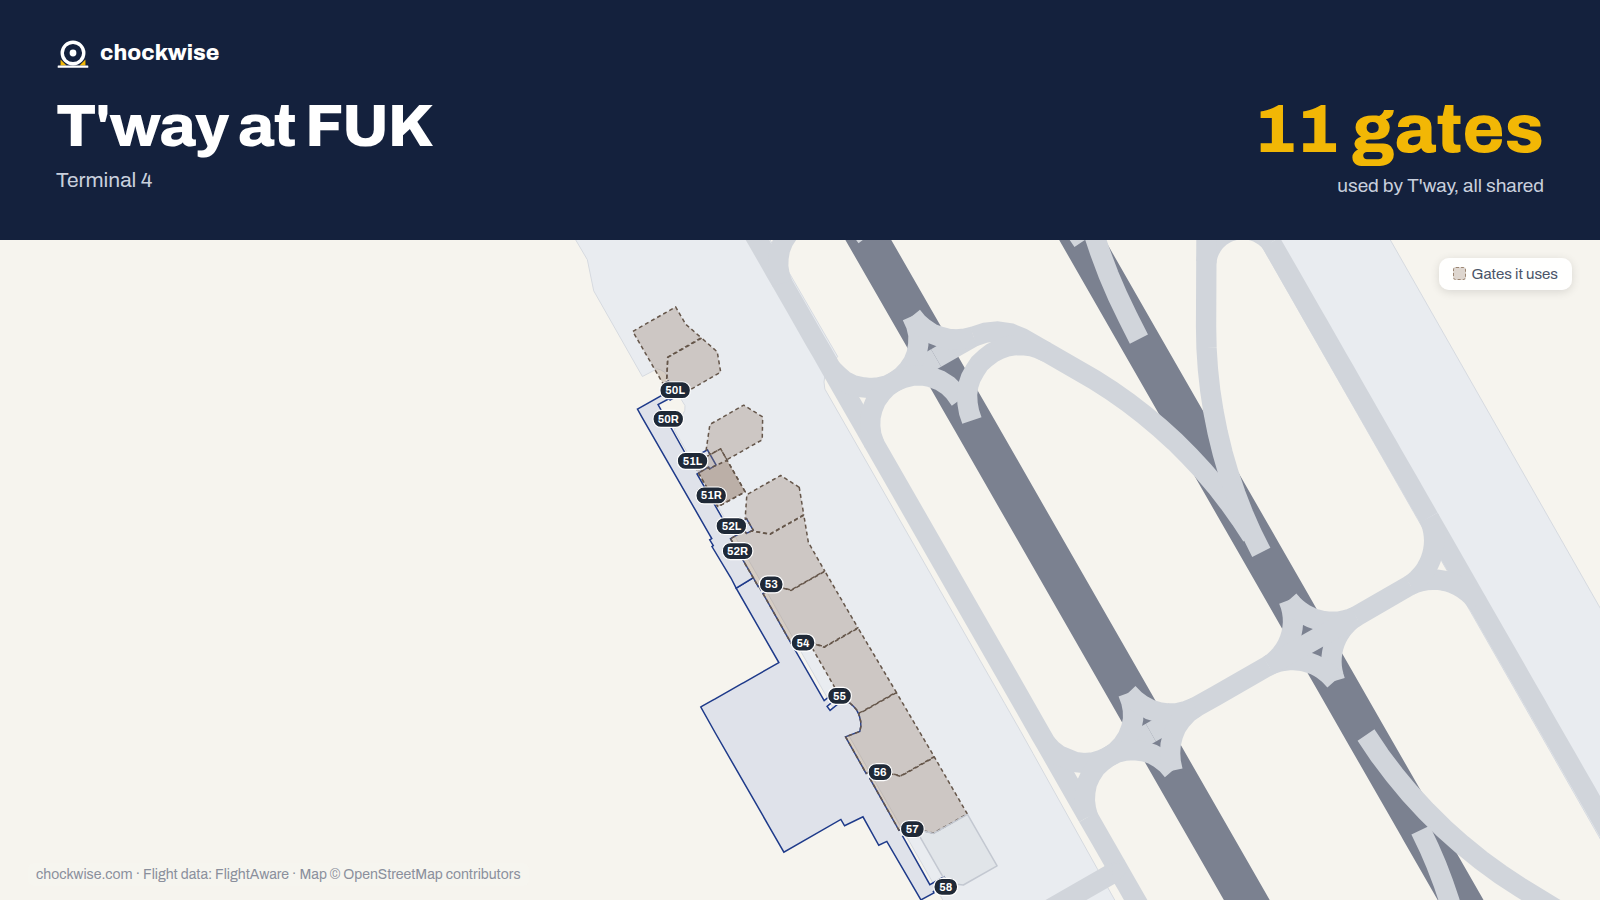 chockwise
T'way at FUK
Terminal 4
11 gates
used by T'way, all shared
Gates it uses
50L
50R
51L
51R
52L
52R
53
54
55
56
57
58
chockwise.com · Flight data: FlightAware · Map © OpenStreetMap contributors